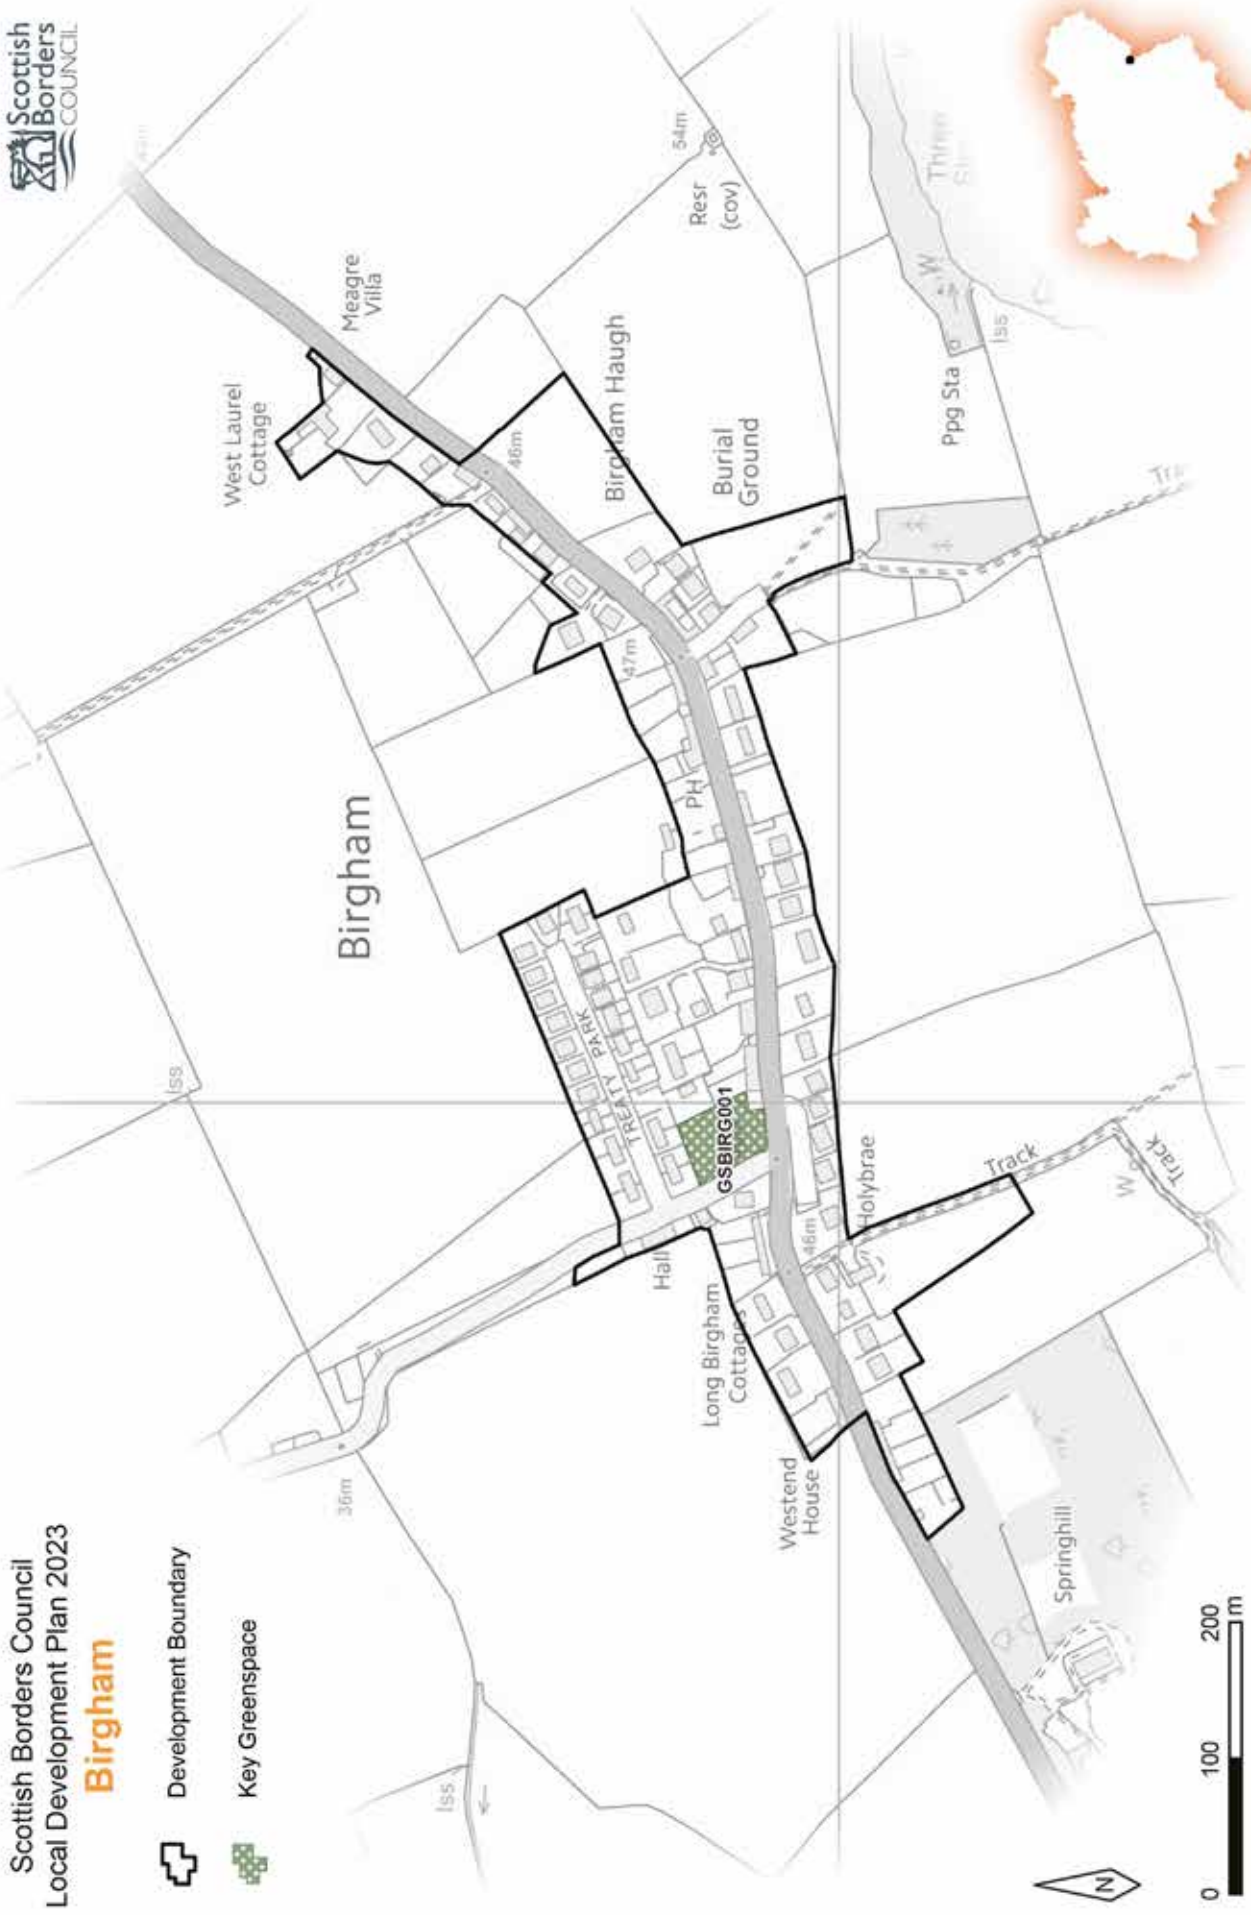 Scottish Borders Council
Local Development Plan 2023
Birgham
Development Boundary
Key Greenspace
Scottish
Borders
COUNCIL
Birgham
West Laurel
Cottage
Meagre
Villa
46m
Birgham Haugh
Burial
Ground
54m
Resr
(cov)
Ppg Sta
W
Iss
Tra
47m
PH
TREATY PARK
GSBIRG001
Iss
Hall
Long Birgham
Cottages
46m
Holybrae
Track
W
Track
Westend
House
Springhill
36m
Iss
N
0
100
200
m